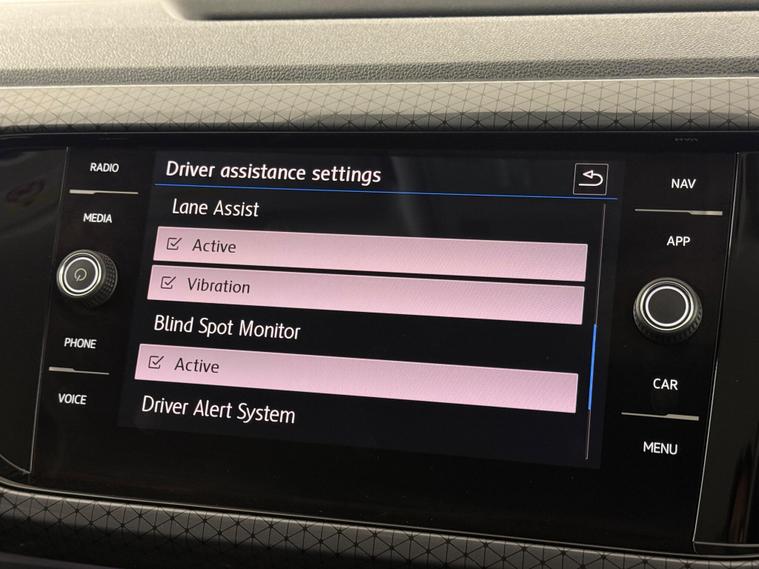 RADIO
MEDIA
PHONE
VOICE
Driver assistance settings
Lane Assist
Active
Vibration
Blind Spot Monitor
Active
Driver Alert System
NAV
APP
CAR
MENU